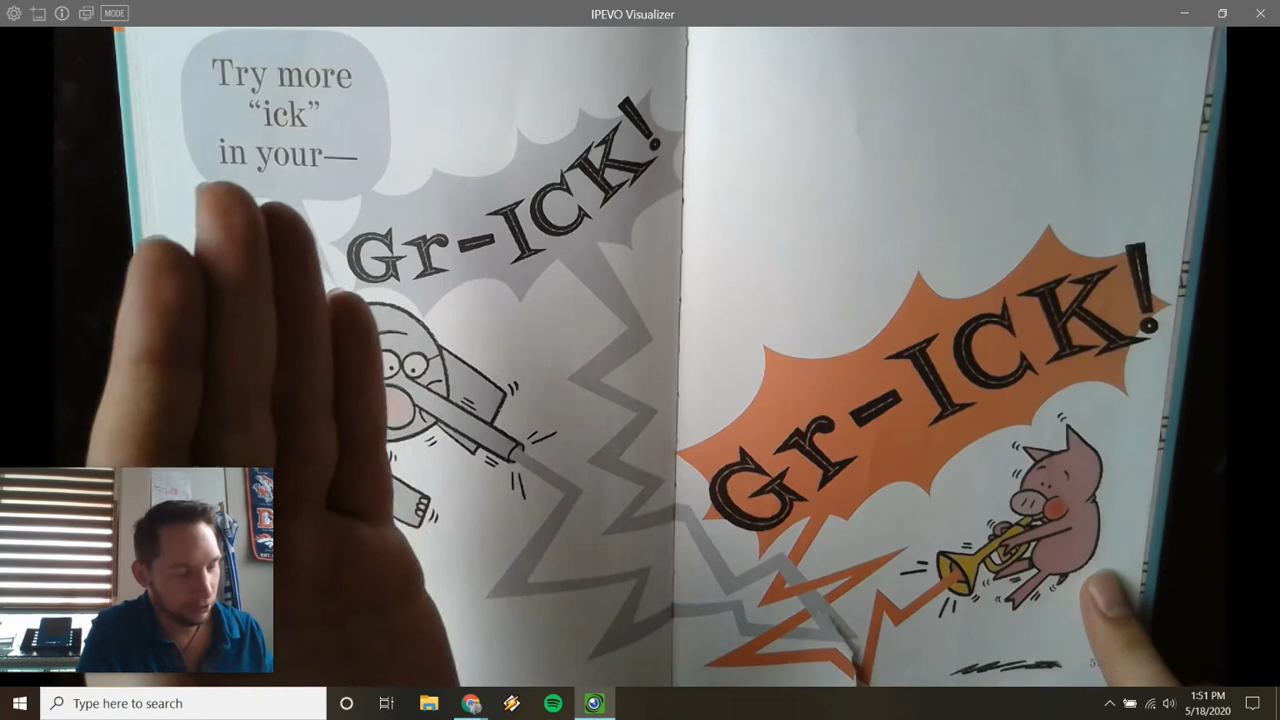 MODE
IPEVO Visualizer
Try more
“ick”
in your—
Gr-ICK!
Gr-ICK!
Type here to search
1:51 PM
5/18/2020